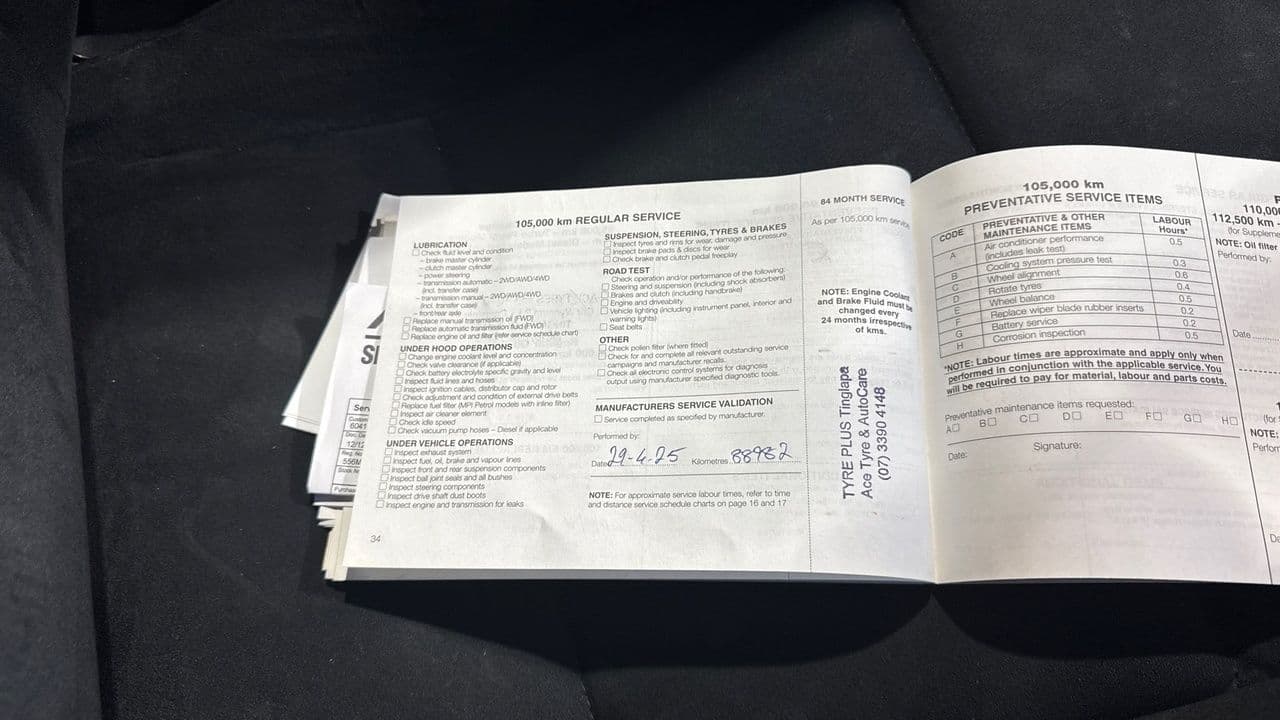 105,000 km REGULAR SERVICE
LUBRICATION
Check fluid level and condition
– brake master cylinder
– clutch master cylinder
– power steering
– transmission automatic – 2WD/AWD/4WD
(incl. transfer case)
– transmission manual – 2WD/AWD/4WD
(incl. transfer case)
– front/rear axle
Replace manual transmission oil (FWD)
Replace automatic transmission fluid (FWD)
Replace engine oil and filter (refer service schedule chart)
UNDER HOOD OPERATIONS
Change engine coolant level and concentration
Check valve clearance (if applicable)
Check battery electrolyte specific gravity and level
Inspect fluid lines and hoses
Inspect ignition cables, distributor cap and rotor
Check adjustment and condition of external drive belts
Replace fuel filter (MPI Petrol models with inline filter)
Inspect air cleaner element
Check idle speed
Check vacuum pump hoses – Diesel if applicable
UNDER VEHICLE OPERATIONS
Inspect exhaust system
Inspect fuel, oil, brake and vapour lines
Inspect front and rear suspension components
Inspect ball joint seals and all bushes
Inspect steering components
Inspect drive shaft dust boots
Inspect engine and transmission for leaks
34
SUSPENSION, STEERING, TYRES & BRAKES
Inspect tyres and rims for wear, damage and pressure
Inspect brake pads & discs for wear
Check brake and clutch pedal freeplay
ROAD TEST
Check operation and/or performance of the following:
Steering and suspension (including shock absorbers)
Brakes and clutch (including handbrake)
Engine and driveability
Vehicle lighting (including instrument panel, interior and
warning lights)
Seat belts
OTHER
Check pollen filter (where fitted)
Check for and complete all relevant outstanding service
campaigns and manufacturer recalls.
Check all electronic control systems for diagnosis
output using manufacturer specified diagnostic tools.
MANUFACTURERS SERVICE VALIDATION
Service completed as specified by manufacturer.
Performed by:
Date 29-4-25 Kilometres 88982
NOTE: For approximate service labour times, refer to time
and distance service schedule charts on page 16 and 17
84 MONTH SERVICE
As per 105,000 km service
NOTE: Engine Coolant
and Brake Fluid must be
changed every
24 months irrespective
of kms.
TYRE PLUS Tinglapa
Ace Tyre & AutoCare
(07) 3390 4148
105,000 km
PREVENTATIVE SERVICE ITEMS
CODE PREVENTATIVE & OTHER MAINTENANCE ITEMS LABOUR Hours*
A Air conditioner performance (includes leak test) 0.5
B Cooling system pressure test 0.3
C Wheel alignment 0.6
D Rotate tyres 0.4
E Wheel balance 0.5
F Replace wiper blade rubber inserts 0.2
G Battery service 0.2
H Corrosion inspection 0.5
*NOTE: Labour times are approximate and apply only when
performed in conjunction with the applicable service. You
will be required to pay for material, labour and parts costs.
Preventative maintenance items requested:
A B C D E F G H
Date: Signature:
112,500 km
(for Suppleme
NOTE: Oil filter
Performed by:
Date
(for
NOTE:
Perform